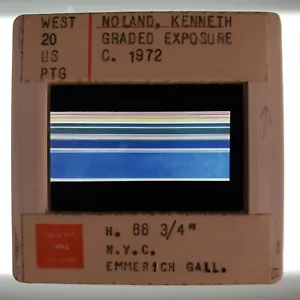 WEST NOLAND, KENNETH
20 GRADED EXPOSURE
US C. 1972
PTG
H. 88 3/4"
N.Y.C.
EMMERICH GALL.